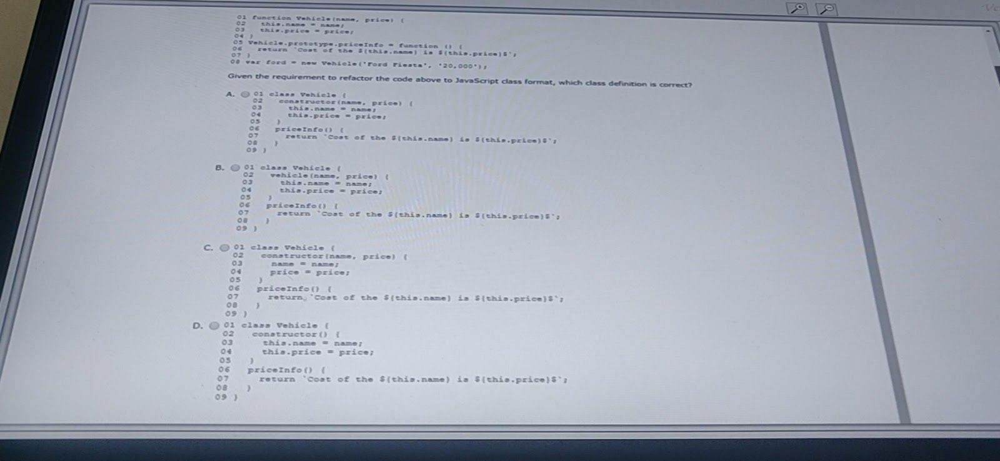 01 function Vehicle(name, price) {
02 this.name = name;
03 this.price = price;
04 }
05 Vehicle.prototype.priceInfo = function () {
06 return `Cost of the ${this.name} is ${this.price}$`;
07 }
08 var ford = new Vehicle('Ford Fiesta', '20,000');
Given the requirement to refactor the code above to JavaScript class format, which class definition is correct?
A. 01 class Vehicle {
02 constructor(name, price) {
03 this.name = name;
04 this.price = price;
05 }
06 priceInfo() {
07 return `Cost of the ${this.name} is ${this.price}$`;
08 }
09 }
B. 01 class Vehicle {
02 vehicle(name, price) {
03 this.name = name;
04 this.price = price;
05 }
06 priceInfo() {
07 return `Cost of the ${this.name} is ${this.price}$`;
08 }
09 }
C. 01 class Vehicle {
02 constructor(name, price) {
03 name = name;
04 price = price;
05 }
06 priceInfo() {
07 return `Cost of the ${this.name} is ${this.price}$`;
08 }
09 }
D. 01 class Vehicle {
02 constructor() {
03 this.name = name;
04 this.price = price;
05 }
06 priceInfo() {
07 return `Cost of the ${this.name} is ${this.price}$`;
08 }
09 }